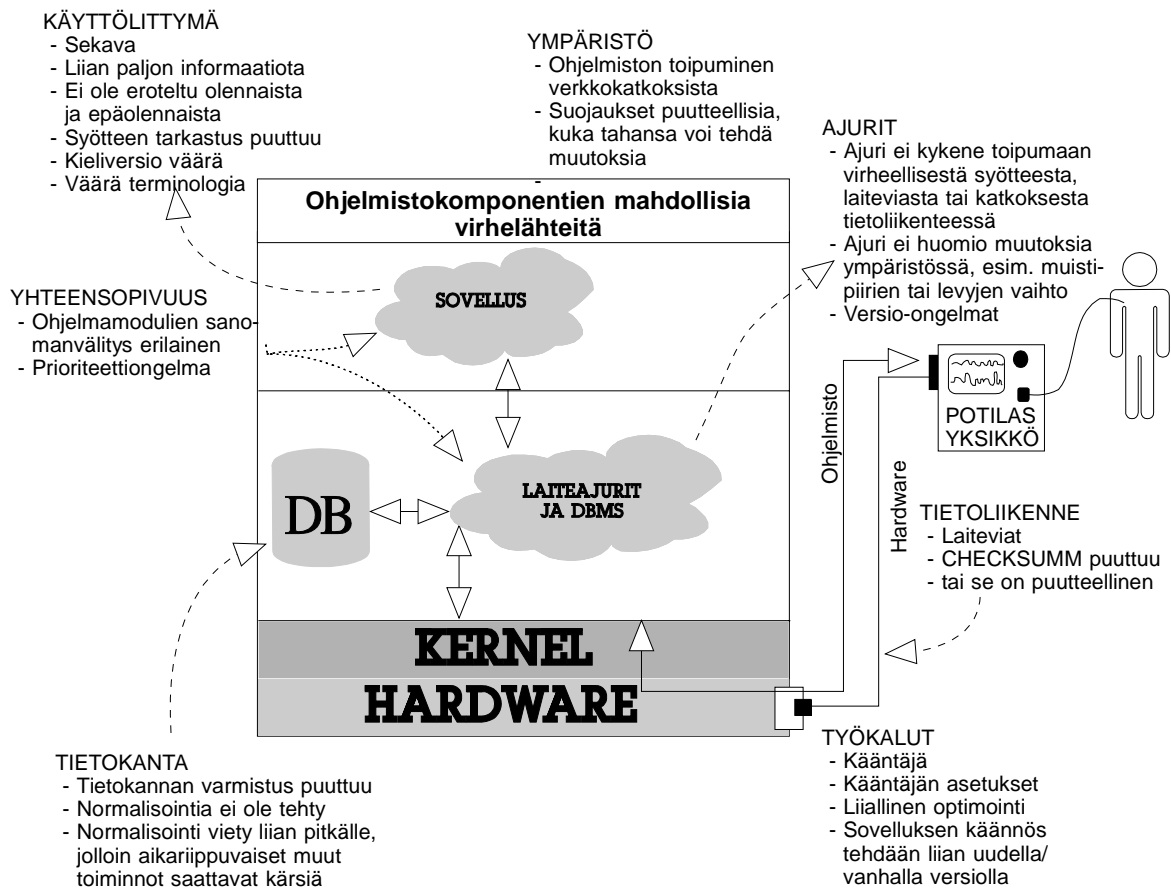 KÄYTTÖLITTYMÄ
- Sekava
- Liian paljon informaatiota
- Ei ole eroteltu olennaista
ja epäolennaista
- Syötteen tarkastus puuttuu
- Kieliversio väärä
- Väärä terminologia
YMPÄRISTÖ
- Ohjelmiston toipuminen
verkkokatkoksista
- Suojaukset puutteellisia,
kuka tahansa voi tehdä
muutoksia
-
AJURIT
- Ajuri ei kykene toipumaan
virheellisestä syötteesta,
laiteviasta tai katkoksesta
tietoliikenteessä
- Ajuri ei huomio muutoksia
ympäristössä, esim. muisti-
piirien tai levyjen vaihto
- Versio-ongelmat
Ohjelmistokomponentien mahdollisia
virhelähteitä
SOVELLUS
YHTEENSOPIVUUS
- Ohjelmamodulien sano-
manvälitys erilainen
- Prioriteettiongelma
DB
LAITEAJURIT
JA DBMS
KERNEL
HARDWARE
Ohjelmisto
Hardware
POTILAS
YKSIKKÖ
TIETOLIIKENNE
- Laiteviat
- CHECKSUMM puuttuu
- tai se on puutteellinen
TIETOKANTA
- Tietokannan varmistus puuttuu
- Normalisointia ei ole tehty
- Normalisointi viety liian pitkälle,
jolloin aikariippuvaiset muut
toiminnot saattavat kärsiä
TYÖKALUT
- Kääntäjä
- Kääntäjän asetukset
- Liiallinen optimointi
- Sovelluksen käännös
tehdään liian uudella/
vanhalla versiolla